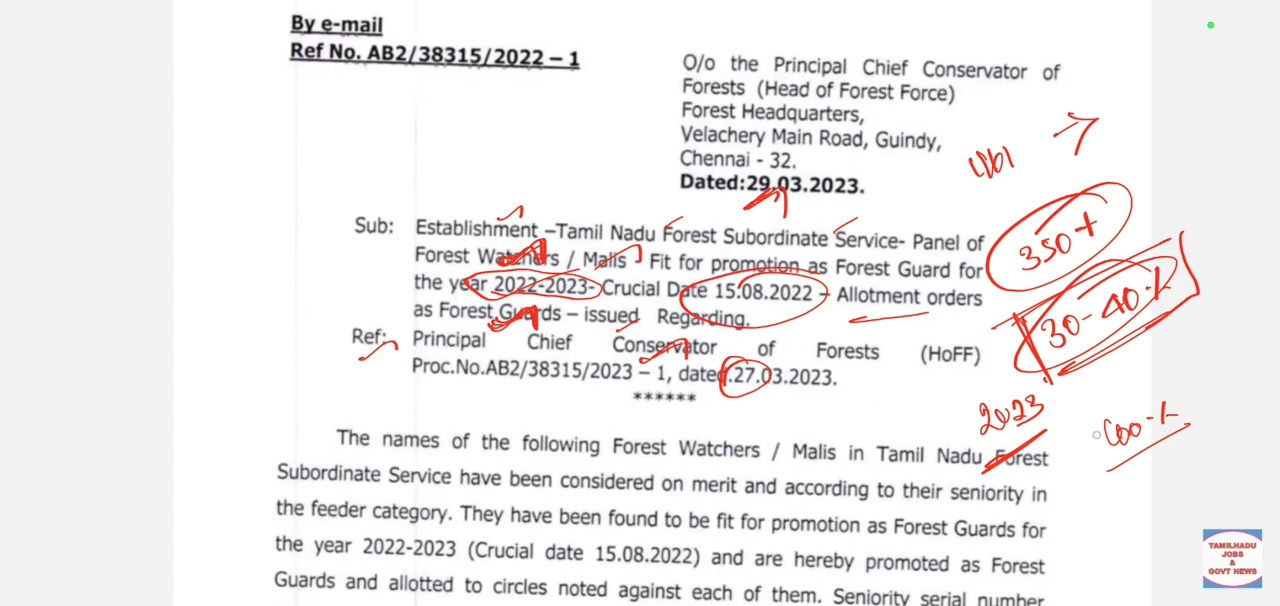 By e-mail
Ref No. AB2/38315/2022 – 1
O/o the Principal Chief Conservator of
Forests (Head of Forest Force)
Forest Headquarters,
Velachery Main Road, Guindy,
Chennai - 32.
Dated:29.03.2023.
Sub: Establishment –Tamil Nadu Forest Subordinate Service- Panel of
Forest Watchers / Malis Fit for promotion as Forest Guard for
the year 2022-2023- Crucial Date 15.08.2022 – Allotment orders
as Forest Guards – issued Regarding.
Ref: Principal Chief Conservator of Forests (HoFF)
Proc.No.AB2/38315/2023 – 1, dated.27.03.2023.
******
350+
30-40-/.
2023
The names of the following Forest Watchers / Malis in Tamil Nadu Forest
Subordinate Service have been considered on merit and according to their seniority in
the feeder category. They have been found to be fit for promotion as Forest Guards for
the year 2022-2023 (Crucial date 15.08.2022) and are hereby promoted as Forest
Guards and allotted to circles noted against each of them. Seniority serial number
TAMILNADU
JOBS
&
GOVT NEWS